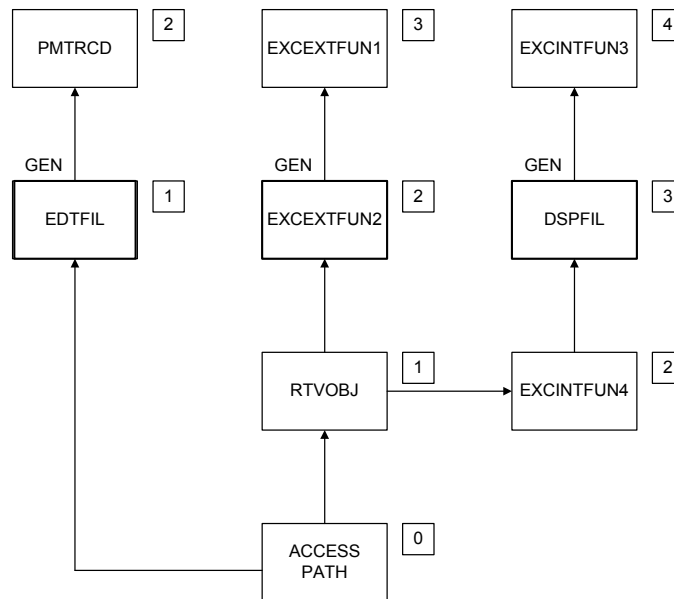 PMTRCD
2
EXCEXTFUN1
3
EXCINTFUN3
4
GEN
GEN
GEN
EDTFIL
1
EXCEXTFUN2
2
DSPFIL
3
RTVOBJ
1
EXCINTFUN4
2
ACCESS
PATH
0